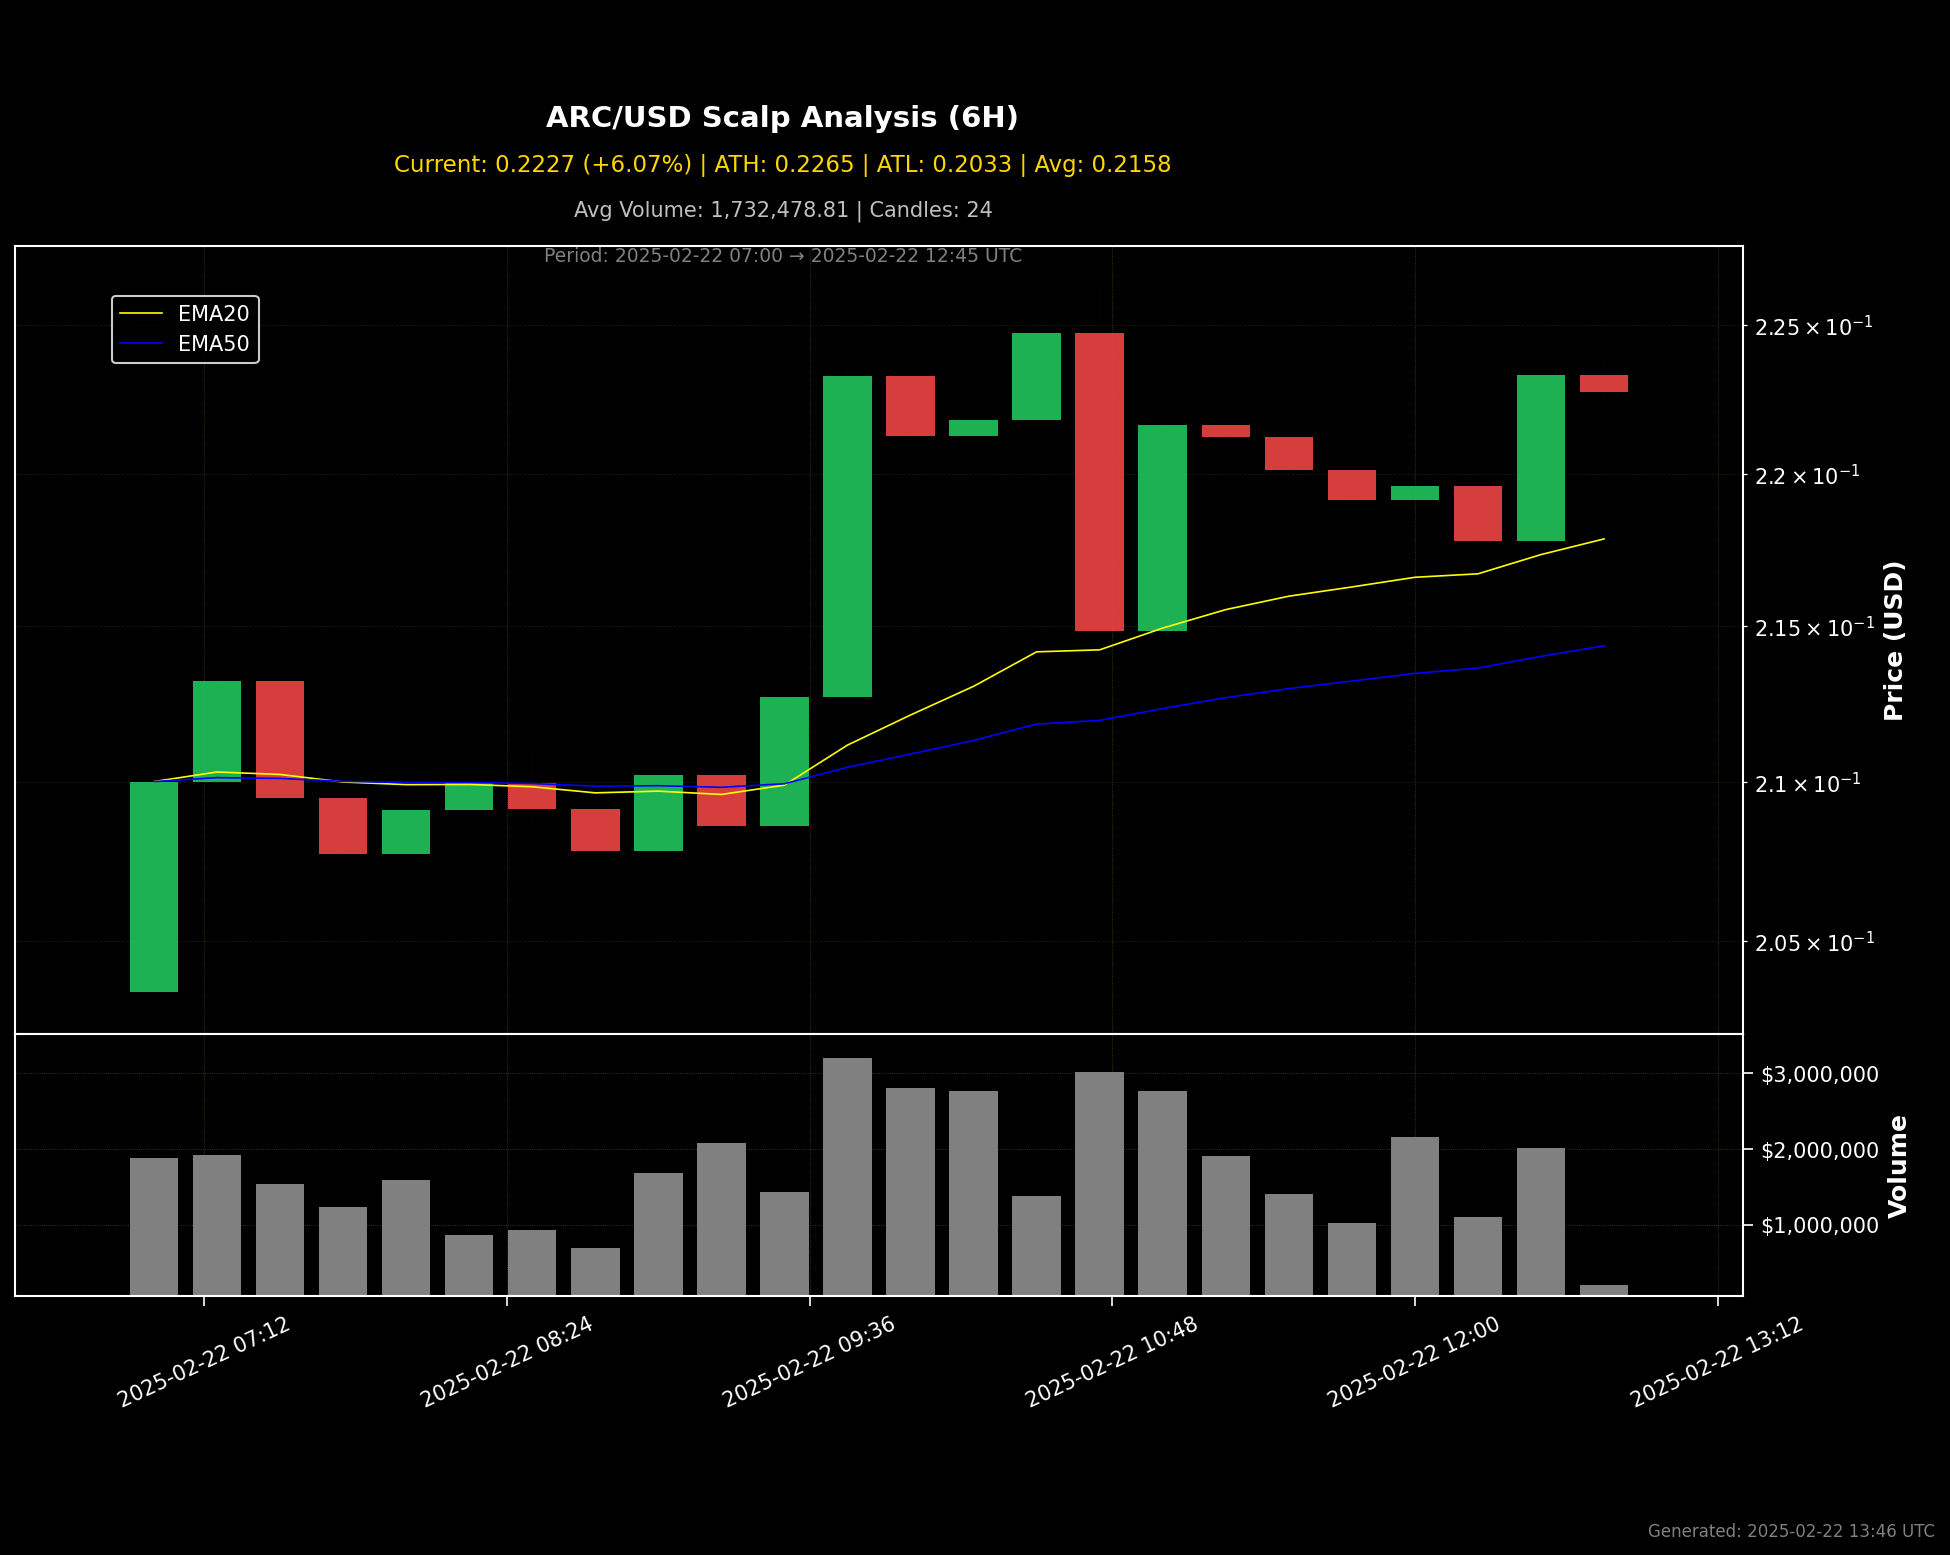 ARC/USD Scalp Analysis (6H)
Current: 0.2227 (+6.07%) | ATH: 0.2265 | ATL: 0.2033 | Avg: 0.2158
Avg Volume: 1,732,478.81 | Candles: 24
Period: 2025-02-22 07:00 → 2025-02-22 12:45 UTC
EMA20
EMA50
2.25 × 10⁻¹
2.2 × 10⁻¹
2.15 × 10⁻¹
2.1 × 10⁻¹
2.05 × 10⁻¹
Price (USD)
$3,000,000
$2,000,000
$1,000,000
Volume
2025-02-22 07:12
2025-02-22 08:24
2025-02-22 09:36
2025-02-22 10:48
2025-02-22 12:00
2025-02-22 13:12
Generated: 2025-02-22 13:46 UTC